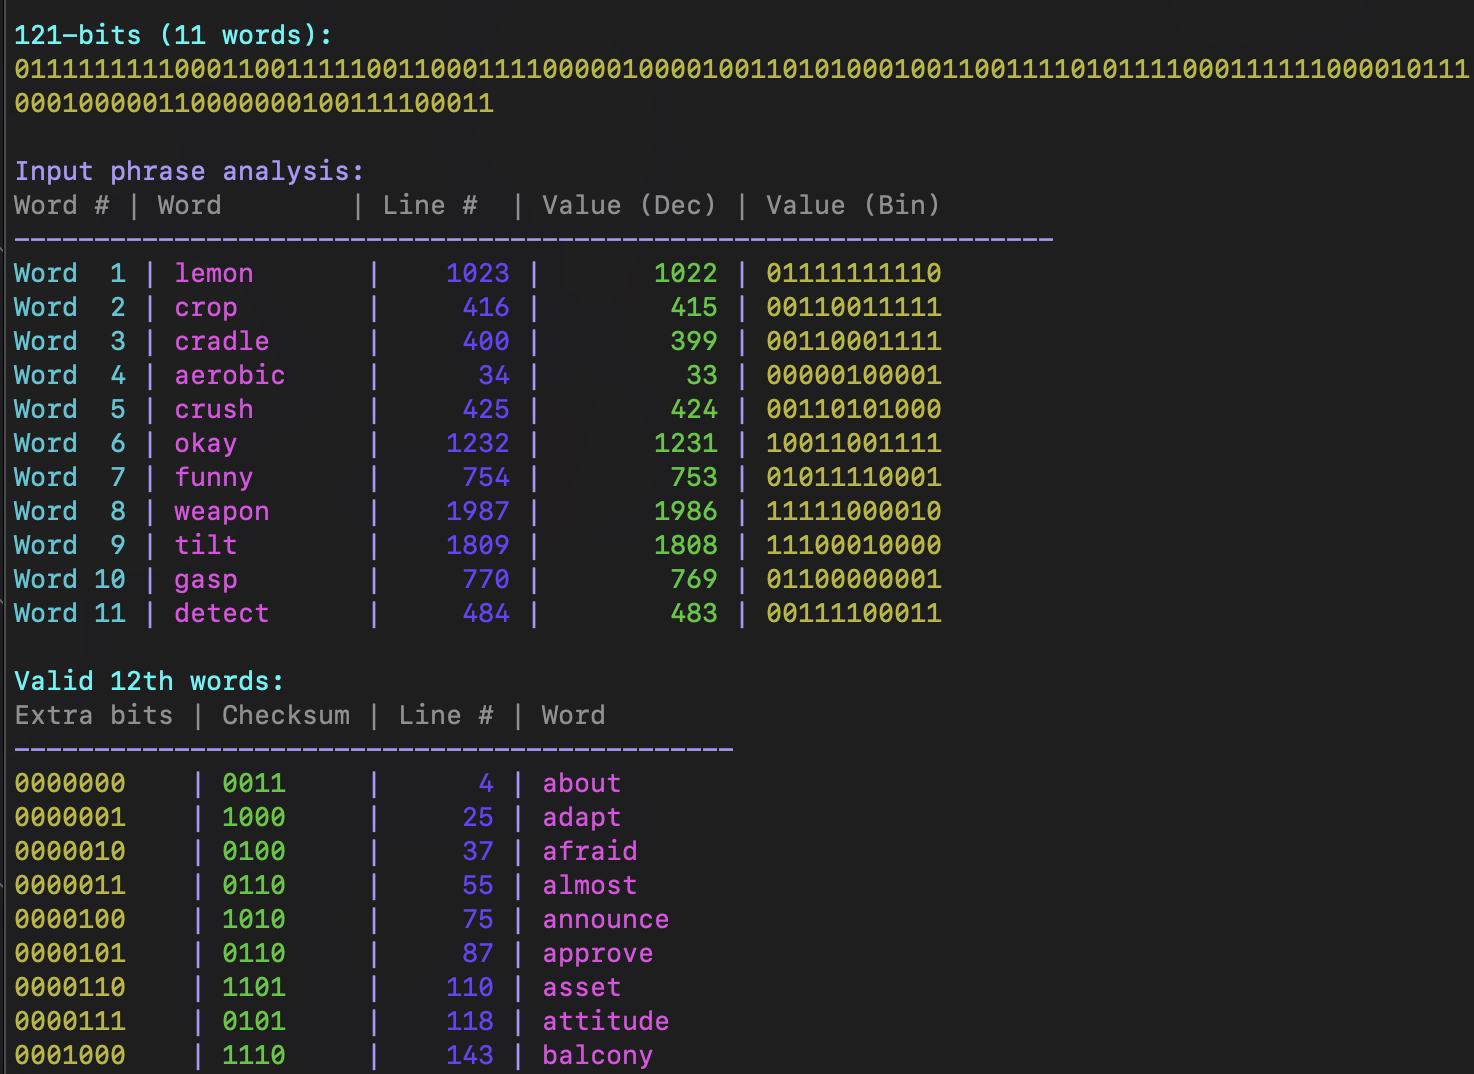 121-bits (11 words):
0111111111000110011111001100011110000010000100110101000100110011110101111000111111000010111
000100000110000000100111100011
Input phrase analysis:
Word # | Word | Line # | Value (Dec) | Value (Bin)
Word 1 | lemon | 1023 | 1022 | 01111111110
Word 2 | crop | 416 | 415 | 00110011111
Word 3 | cradle | 400 | 399 | 00110001111
Word 4 | aerobic | 34 | 33 | 00000100001
Word 5 | crush | 425 | 424 | 00110101000
Word 6 | okay | 1232 | 1231 | 10011001111
Word 7 | funny | 754 | 753 | 01011110001
Word 8 | weapon | 1987 | 1986 | 11111000010
Word 9 | tilt | 1809 | 1808 | 11100010000
Word 10 | gasp | 770 | 769 | 01100000001
Word 11 | detect | 484 | 483 | 00111100011
Valid 12th words:
Extra bits | Checksum | Line # | Word
0000000 | 0011 | 4 | about
0000001 | 1000 | 25 | adapt
0000010 | 0100 | 37 | afraid
0000011 | 0110 | 55 | almost
0000100 | 1010 | 75 | announce
0000101 | 0110 | 87 | approve
0000110 | 1101 | 110 | asset
0000111 | 0101 | 118 | attitude
0001000 | 1110 | 143 | balcony